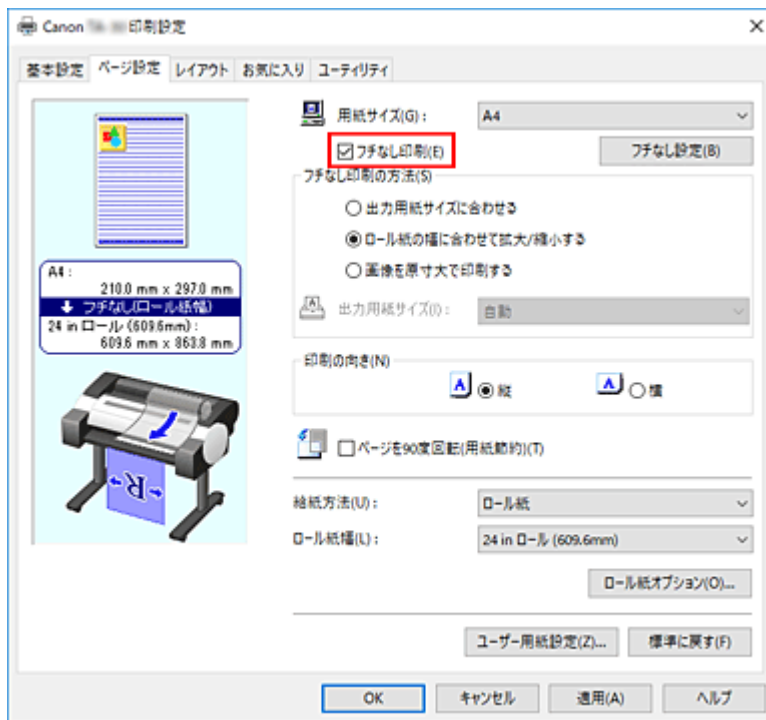 Canon 印刷設定
基本設定 ページ設定 レイアウト お気に入り ユーティリティ
用紙サイズ(G): A4
フチなし印刷(E) フチなし設定(B)
フチなし印刷の方法(S)
出力用紙サイズに合わせる
ロール紙の幅に合わせて拡大/縮小する
画像を原寸大で印刷する
出力用紙サイズ(I): 自動
A4:
210.0 mm x 297.0 mm
フチなし(ロール紙幅)
24 in ロール (609.6mm):
609.6 mm x 863.8 mm
印刷の向き(N)
A 縦 A 横
R
ページを90度回転(用紙節約)(T)
給紙方法(U): ロール紙
ロール紙幅(L): 24 in ロール (609.6mm)
ロール紙オプション(O)...
ユーザー用紙設定(Z)... 標準に戻す(F)
OK キャンセル 適用(A) ヘルプ